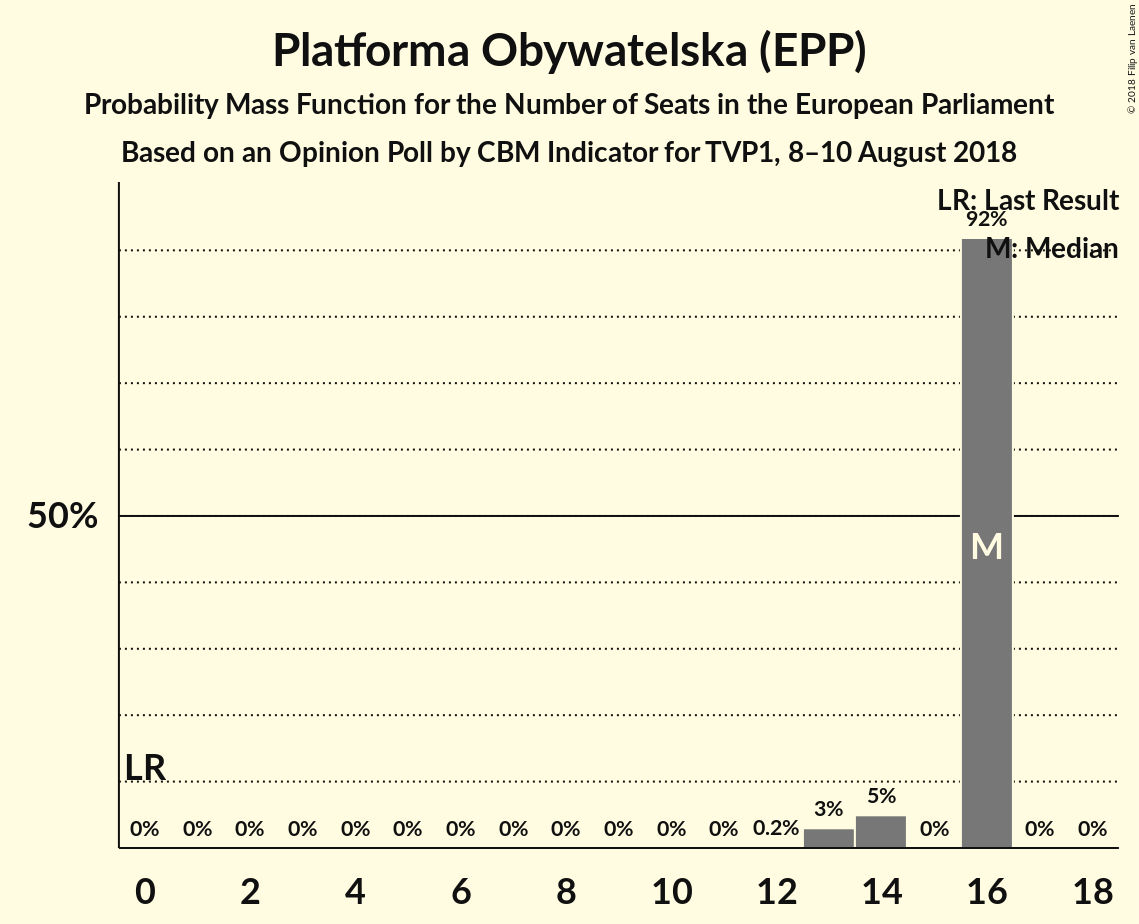 Platforma Obywatelska (EPP)
Probability Mass Function for the Number of Seats in the European Parliament
Based on an Opinion Poll by CBM Indicator for TVP1, 8–10 August 2018
© 2018 Filip van Laenen
LR: Last Result
M: Median
92%
50%
M
LR
0% 0% 0% 0% 0% 0% 0% 0% 0% 0% 0% 0% 0.2% 3% 5% 0% 0% 0%
0 2 4 6 8 10 12 14 16 18